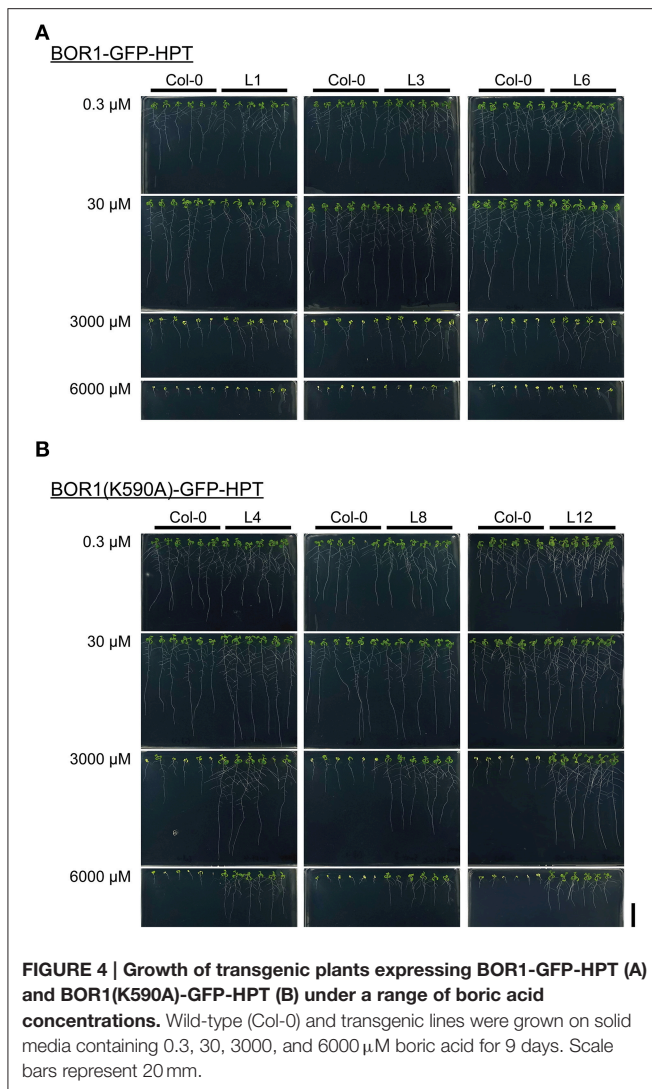 A
BOR1-GFP-HPT
Col-0 L1 Col-0 L3 Col-0 L6
0.3 µM
30 µM
3000 µM
6000 µM
B
BOR1(K590A)-GFP-HPT
Col-0 L4 Col-0 L8 Col-0 L12
0.3 µM
30 µM
3000 µM
6000 µM
FIGURE 4 | Growth of transgenic plants expressing BOR1-GFP-HPT (A)
and BOR1(K590A)-GFP-HPT (B) under a range of boric acid
concentrations. Wild-type (Col-0) and transgenic lines were grown on solid
media containing 0.3, 30, 3000, and 6000 µM boric acid for 9 days. Scale
bars represent 20 mm.